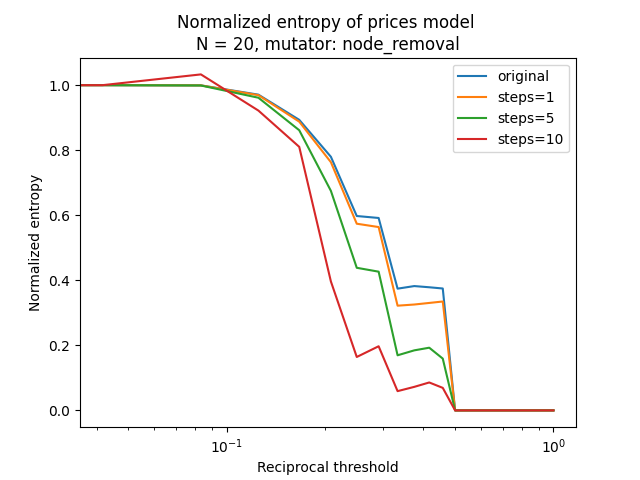 Normalized entropy of prices model
N = 20, mutator: node_removal
original
steps=1
steps=5
steps=10
Normalized entropy
1.0
0.8
0.6
0.4
0.2
0.0
10⁻¹
10⁰
Reciprocal threshold